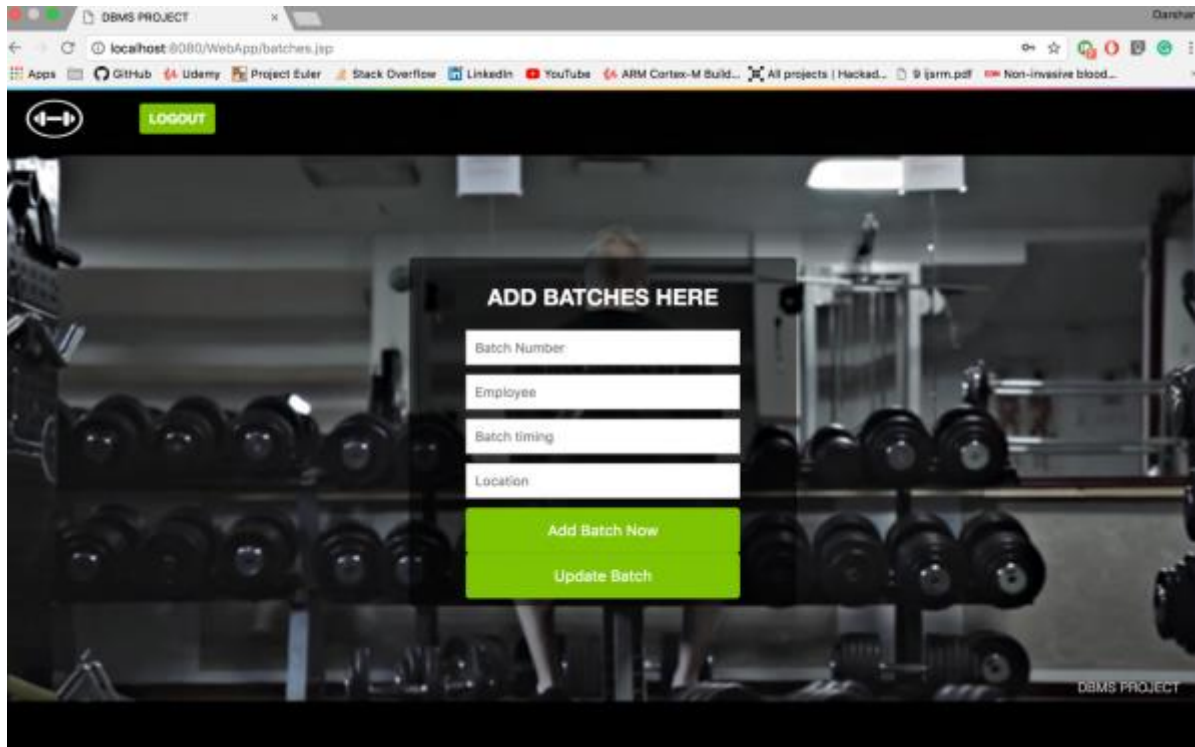 DBMS PROJECT
Darshan
localhost:8080/WebApp/batches.jsp
Apps GitHub Udemy Project Euler Stack Overflow LinkedIn YouTube ARM Cortex-M Build... All projects | Hackad... 9 ijsrm.pdf Non-invasive blood...
LOGOUT
ADD BATCHES HERE
Batch Number
Employee
Batch timing
Location
Add Batch Now
Update Batch
DBMS PROJECT